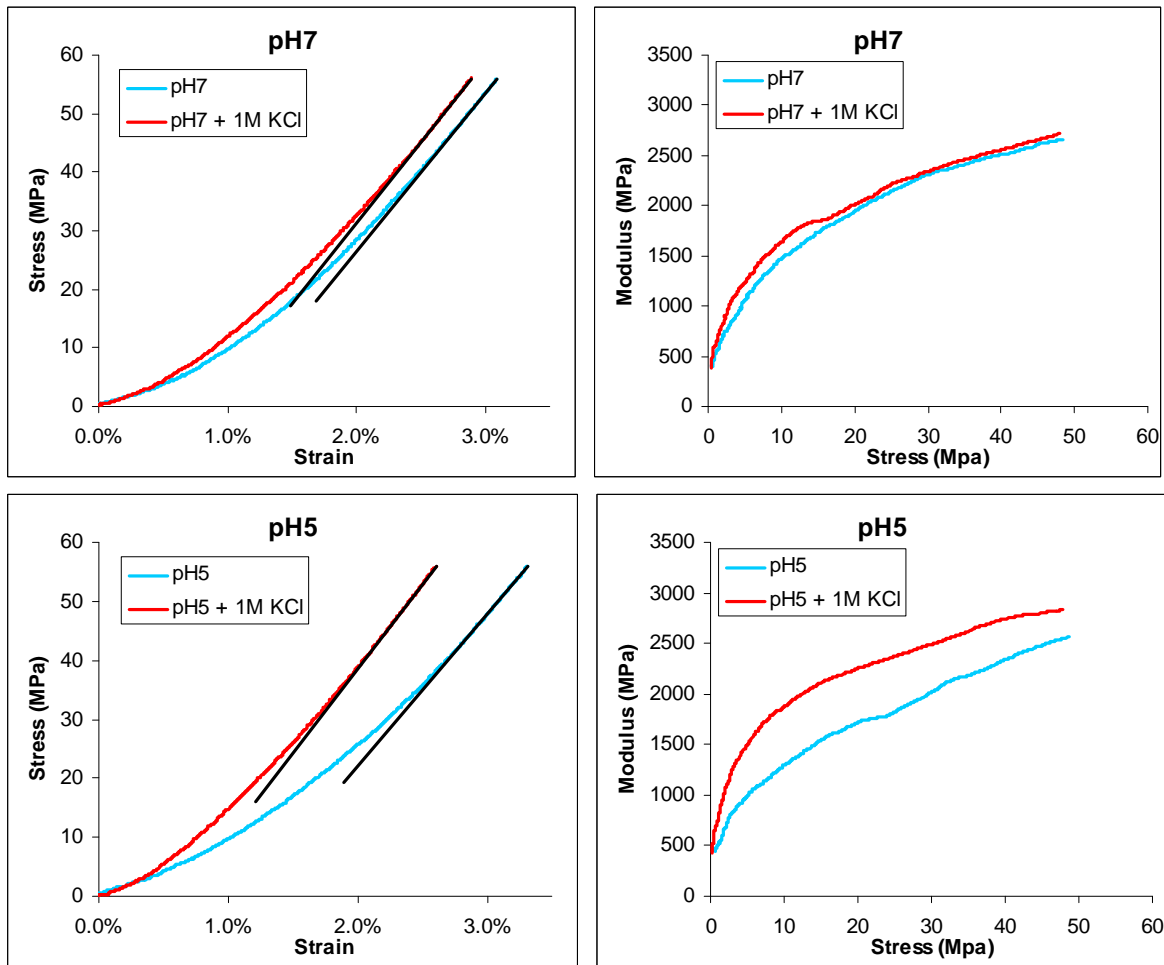 pH7
60
50
40
30
20
10
0
Stress (MPa)
pH7
pH7 + 1M KCl
0.0% 1.0% 2.0% 3.0%
Strain
pH7
3500
3000
2500
2000
1500
1000
500
0
Modulus (MPa)
pH7
pH7 + 1M KCl
0 10 20 30 40 50 60
Stress (Mpa)
pH5
60
50
40
30
20
10
0
Stress (MPa)
pH5
pH5 + 1M KCl
0.0% 1.0% 2.0% 3.0%
Strain
pH5
3500
3000
2500
2000
1500
1000
500
0
Modulus (MPa)
pH5
pH5 + 1M KCl
0 10 20 30 40 50 60
Stress (Mpa)